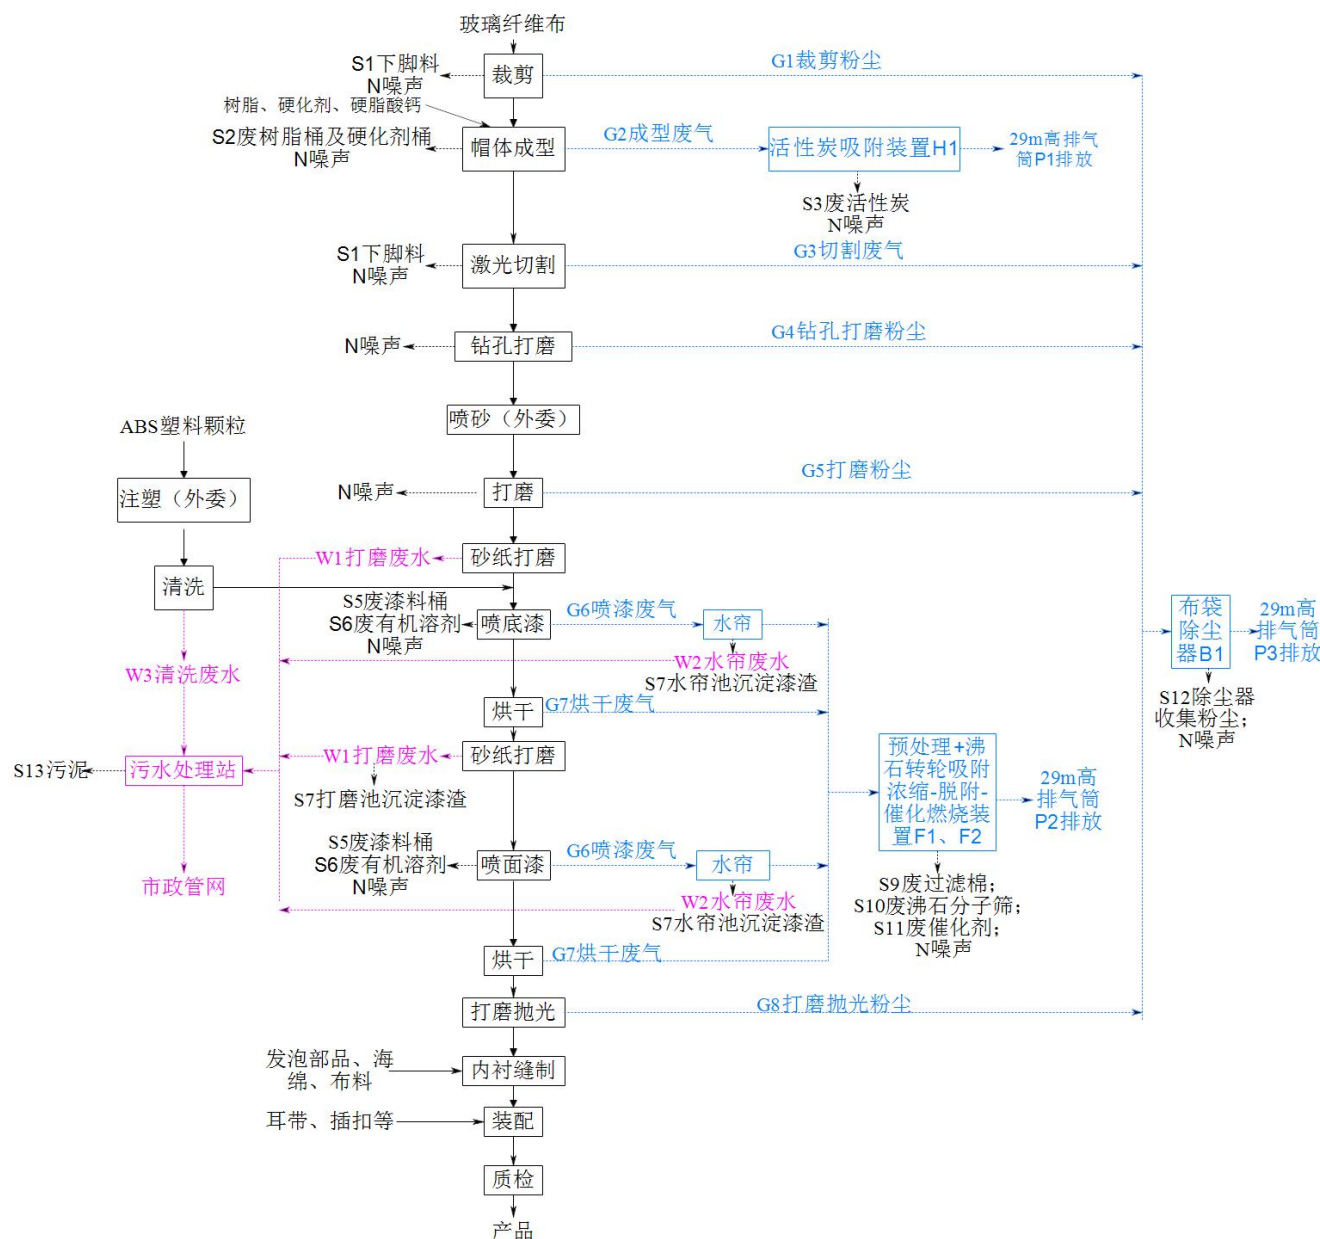 玻璃纤维布
S1下脚料
N噪声
裁剪
G1裁剪粉尘
树脂、硬化剂、硬脂酸钙
S2废树脂桶及硬化剂桶
N噪声
帽体成型
G2成型废气
活性炭吸附装置H1
29m高排气
筒P1排放
S3废活性炭
N噪声
S1下脚料
N噪声
激光切割
G3切割废气
N噪声
钻孔打磨
G4钻孔打磨粉尘
喷砂（外委）
ABS塑料颗粒
注塑（外委）
N噪声
打磨
G5打磨粉尘
W1打磨废水
砂纸打磨
清洗
S5废漆料桶
S6废有机溶剂
N噪声
喷底漆
G6喷漆废气
水帘
W2水帘废水
S7水帘池沉淀漆渣
布袋
除尘
器B1
29m高
排气筒
P3排放
S12除尘器
收集粉尘；
N噪声
W3清洗废水
烘干
G7烘干废气
W1打磨废水
砂纸打磨
S7打磨池沉淀漆渣
S13污泥
污水处理站
预处理+沸
石转轮吸附
浓缩-脱附-
催化燃烧装
置F1、F2
29m高
排气筒
P2排放
S5废漆料桶
S6废有机溶剂
N噪声
喷面漆
G6喷漆废气
水帘
W2水帘废水
S7水帘池沉淀漆渣
S9废过滤棉；
S10废沸石分子筛；
S11废催化剂；
N噪声
市政管网
烘干
G7烘干废气
打磨抛光
G8打磨抛光粉尘
发泡部品、海
绵、布料
内衬缝制
耳带、插扣等
装配
质检
产品